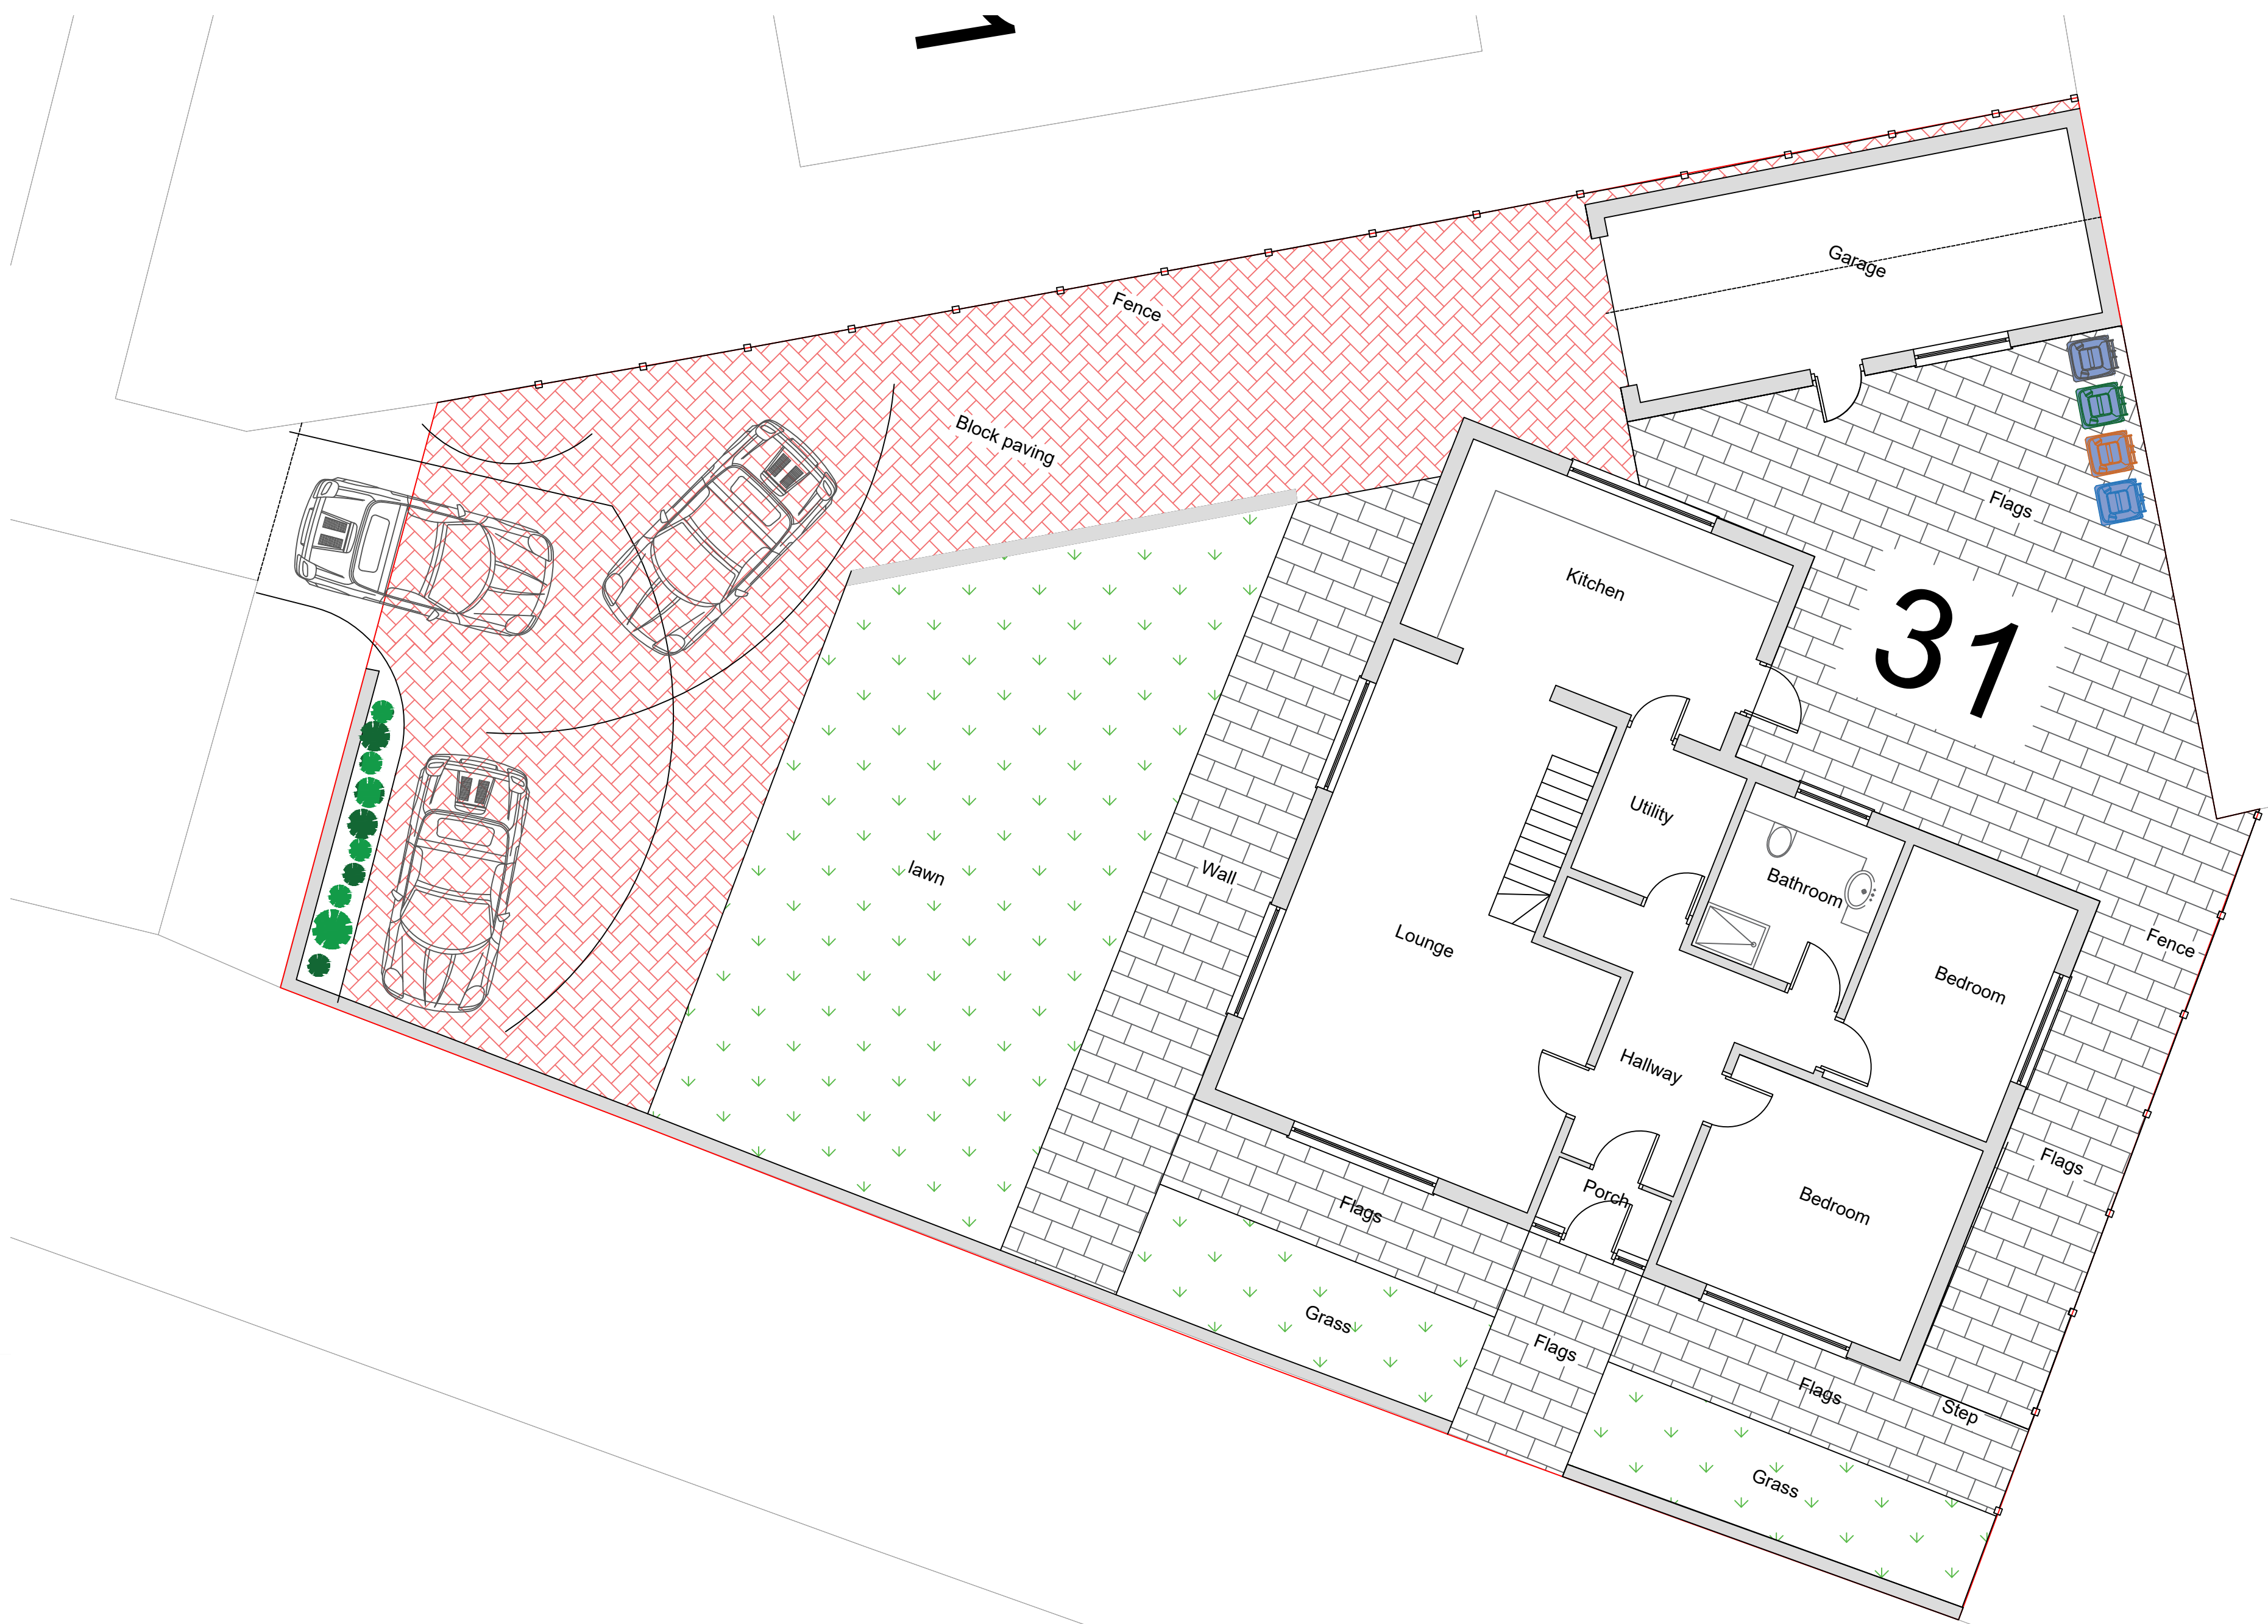 Garage
Fence
Block paving
Flags
Kitchen
31
Utility
Bathroom
lawn
Wall
Lounge
Fence
Bedroom
Hallway
Flags
Porch
Flags
Bedroom
Grass
Flags
Flags
Step
Grass